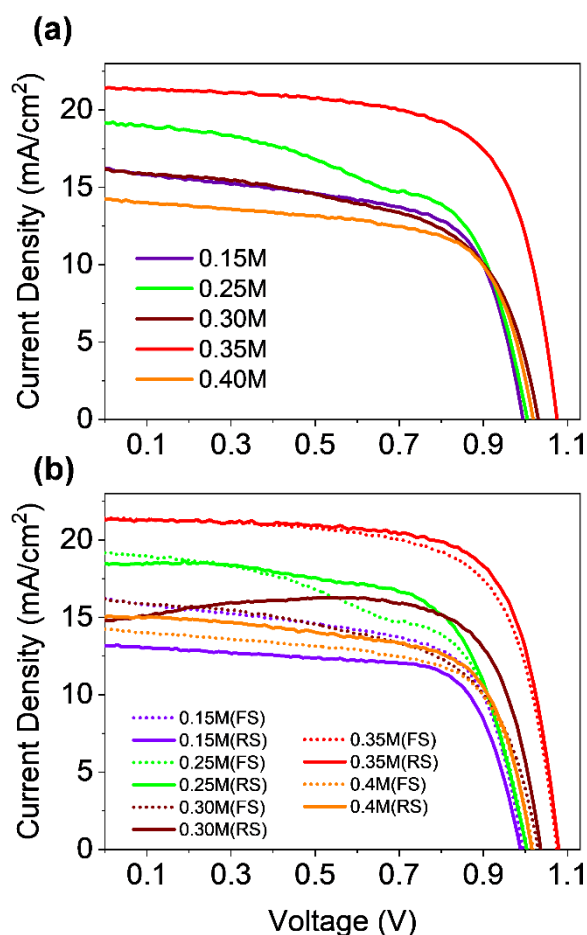 (a)
Current Density (mA/cm²)
20
15
10
5
0
0.15M
0.25M
0.30M
0.35M
0.40M
0.1 0.3 0.5 0.7 0.9 1.1
(b)
Current Density (mA/cm²)
20
15
10
5
0
0.15M(FS)
0.15M(RS)
0.25M(FS)
0.25M(RS)
0.30M(FS)
0.30M(RS)
0.35M(FS)
0.35M(RS)
0.4M(FS)
0.4M(RS)
0.1 0.3 0.5 0.7 0.9 1.1
Voltage (V)